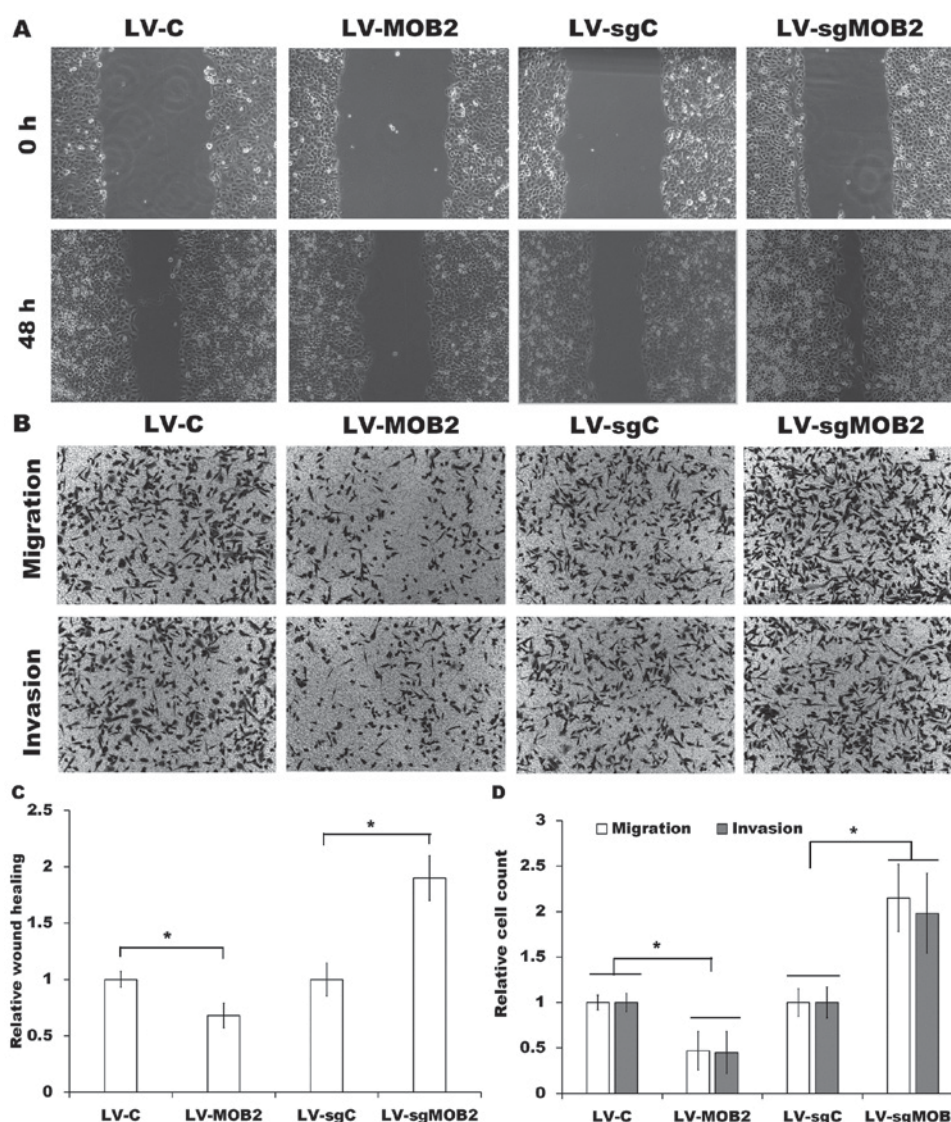 A
LV-C LV-MOB2 LV-sgC LV-sgMOB2
0 h
48 h
B
LV-C LV-MOB2 LV-sgC LV-sgMOB2
Migration
Invasion
C
Relative wound healing
2.5
2
1.5
1
0.5
0
*
*
LV-C LV-MOB2 LV-sgC LV-sgMOB2
D
Relative cell count
3
2.5
2
1.5
1
0.5
0
Migration Invasion
*
*
LV-C LV-MOB2 LV-sgC LV-sgMOB